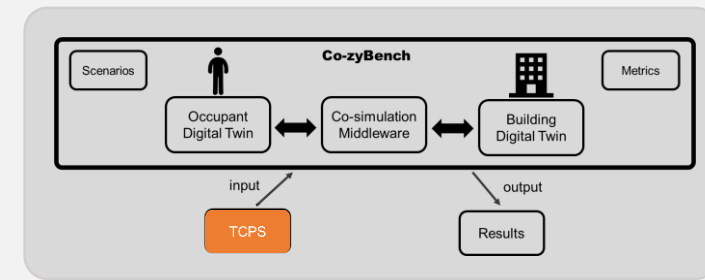 Co-zyBench
Scenarios
Metrics
Occupant
Digital Twin
Co-simulation
Middleware
Building
Digital Twin
input
output
TCPS
Results